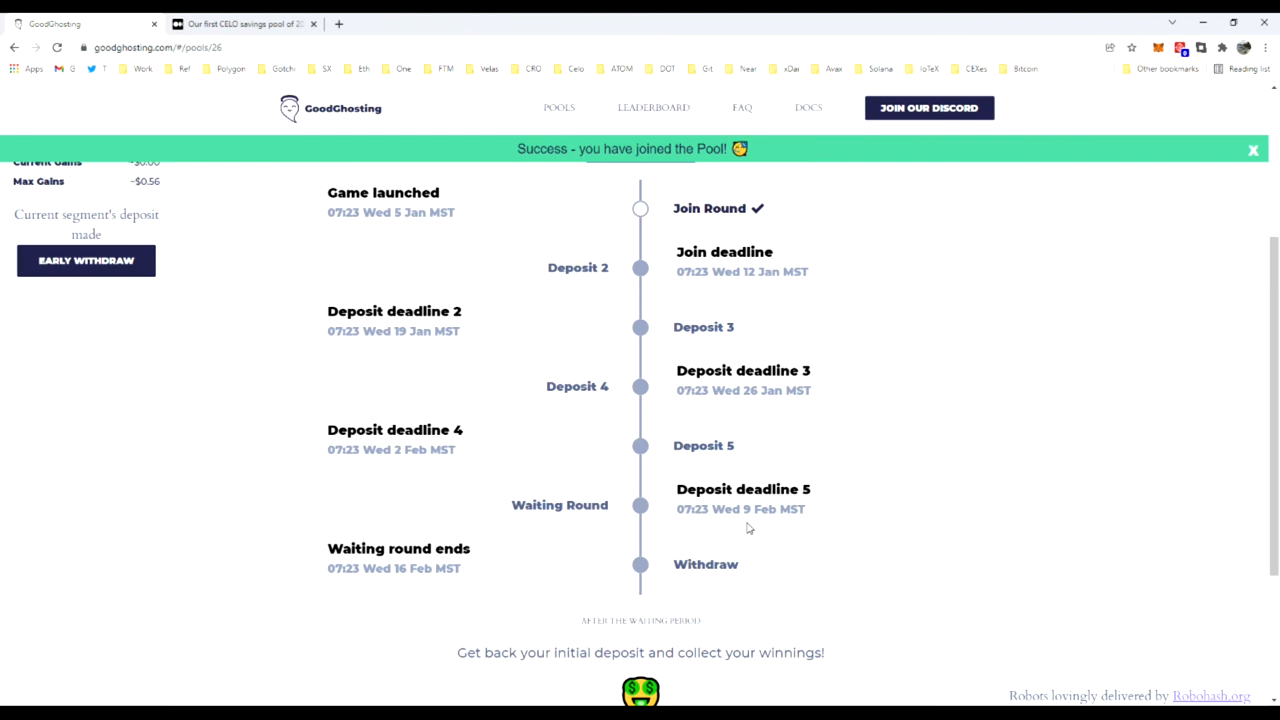 GoodGhosting
Our first CELO savings pool of 20
goodghosting.com/#/pools/26
Apps
G
T
Work
Ref
Polygon
Gotchi
SX
Eth
One
FTM
Velas
CRO
Celo
ATOM
DOT
Git
Near
xDai
Avax
Solana
IoTeX
CEXes
Bitcoin
Other bookmarks
Reading list
GoodGhosting
POOLS
LEADERBOARD
FAQ
DOCS
JOIN OUR DISCORD
Success - you have joined the Pool!
X
Current Gains
~$0.00
Max Gains
~$0.56
Current segment's deposit
made
EARLY WITHDRAW
Game launched
07:23 Wed 5 Jan MST
Join Round
Join deadline
07:23 Wed 12 Jan MST
Deposit 2
Deposit deadline 2
07:23 Wed 19 Jan MST
Deposit 3
Deposit deadline 3
07:23 Wed 26 Jan MST
Deposit 4
Deposit deadline 4
07:23 Wed 2 Feb MST
Deposit 5
Deposit deadline 5
07:23 Wed 9 Feb MST
Waiting Round
Waiting round ends
07:23 Wed 16 Feb MST
Withdraw
AFTER THE WAITING PERIOD
Get back your initial deposit and collect your winnings!
Robots lovingly delivered by Robohash.org